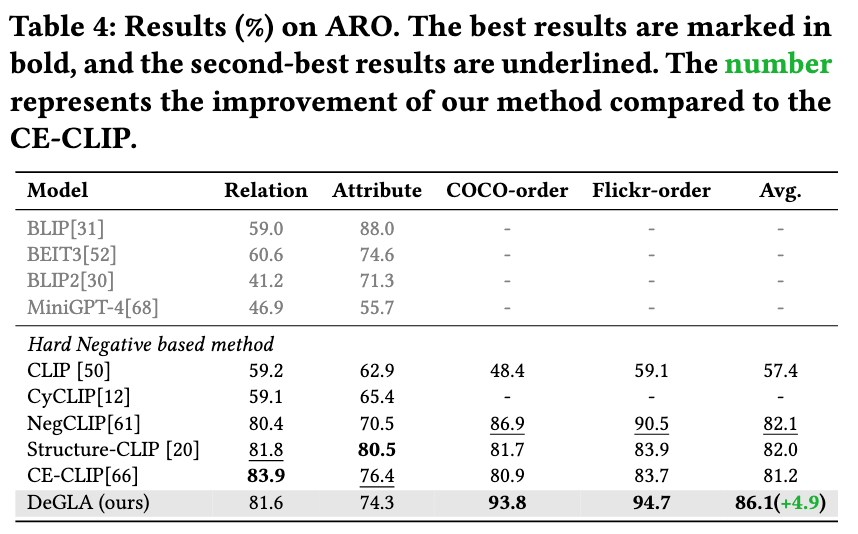 Table 4: Results (%) on ARO. The best results are marked in
bold, and the second-best results are underlined. The number
represents the improvement of our method compared to the
CE-CLIP.
Model Relation Attribute COCO-order Flickr-order Avg.
BLIP[31] 59.0 88.0 - - -
BEIT3[52] 60.6 74.6 - - -
BLIP2[30] 41.2 71.3 - - -
MiniGPT-4[68] 46.9 55.7 - - -
Hard Negative based method
CLIP [50] 59.2 62.9 48.4 59.1 57.4
CyCLIP[12] 59.1 65.4 - - -
NegCLIP[61] 80.4 70.5 86.9 90.5 82.1
Structure-CLIP [20] 81.8 80.5 81.7 83.9 82.0
CE-CLIP[66] 83.9 76.4 80.9 83.7 81.2
DeGLA (ours) 81.6 74.3 93.8 94.7 86.1(+4.9)